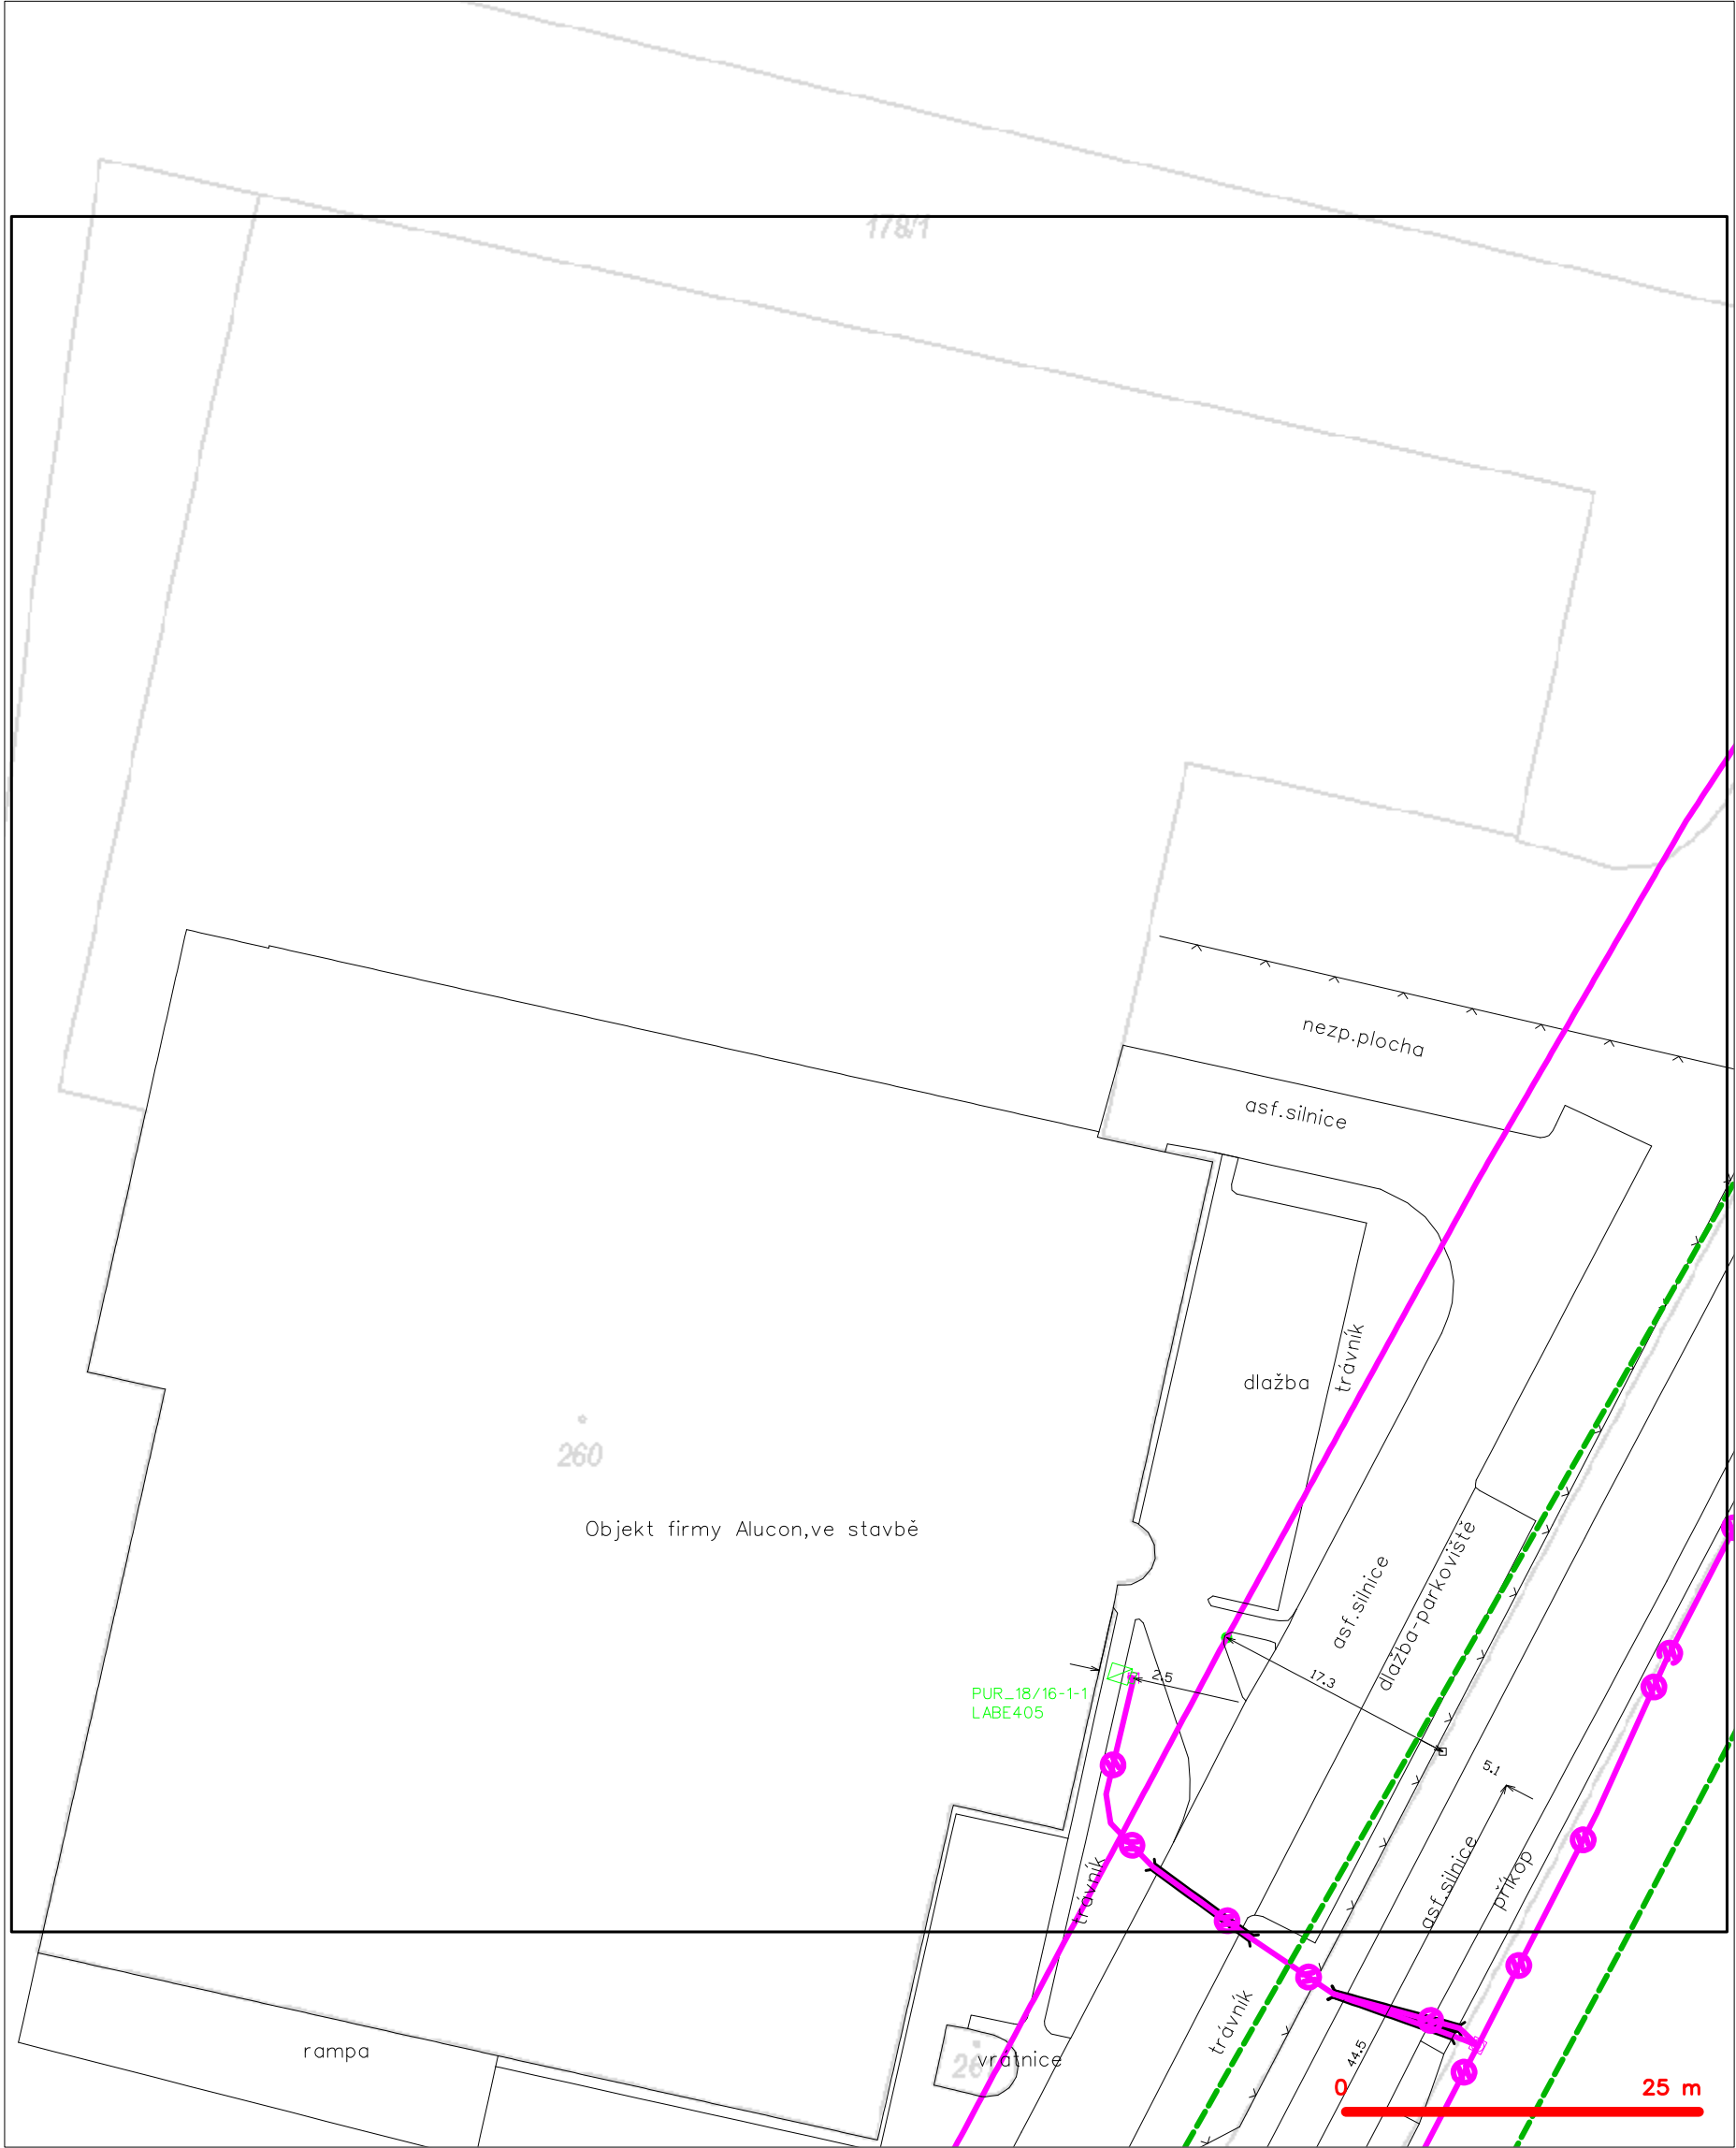 178/1
nezp.plocha
asf.silnice
trávník
dlažba
260
Objekt firmy Alucon,ve stavbě
asf.silnice
dlažba-parkoviště
2.5
17.3
PUR_18/16-1-1
LABE405
5.1
trávník
asf.silnice
příkop
trávník
44.5
rampa
vrátnice
0
25 m